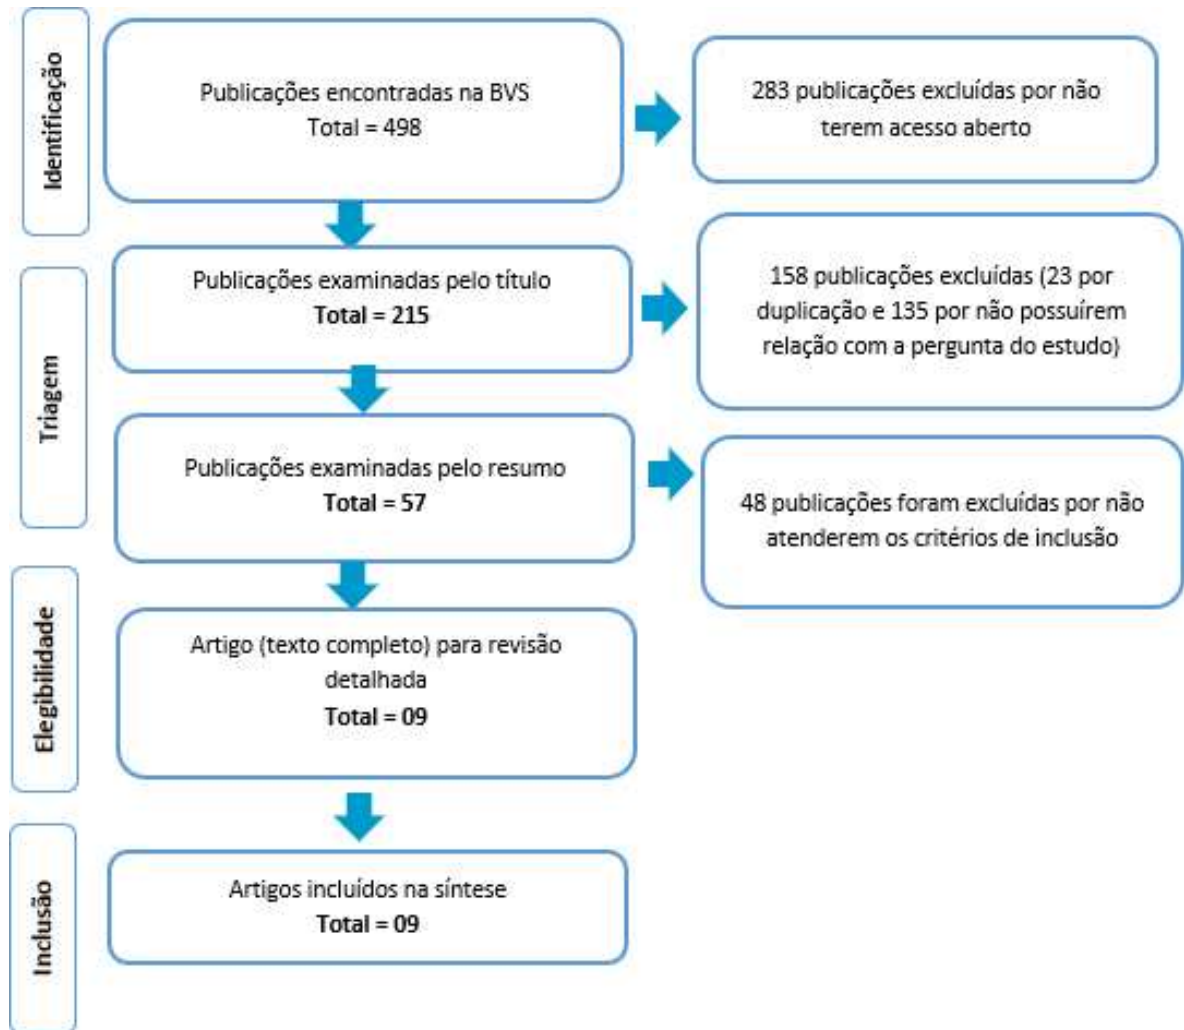 Identificação
Publicações encontradas na BVS
Total = 498
283 publicações excluídas por não
terem acesso aberto
Triagem
Publicações examinadas pelo título
Total = 215
158 publicações excluídas (23 por
duplicação e 135 por não possuírem
relação com a pergunta do estudo)
Publicações examinadas pelo resumo
Total = 57
48 publicações foram excluídas por não
atenderem os critérios de inclusão
Elegibilidade
Artigo (texto completo) para revisão
detalhada
Total = 09
Inclusão
Artigos incluídos na síntese
Total = 09